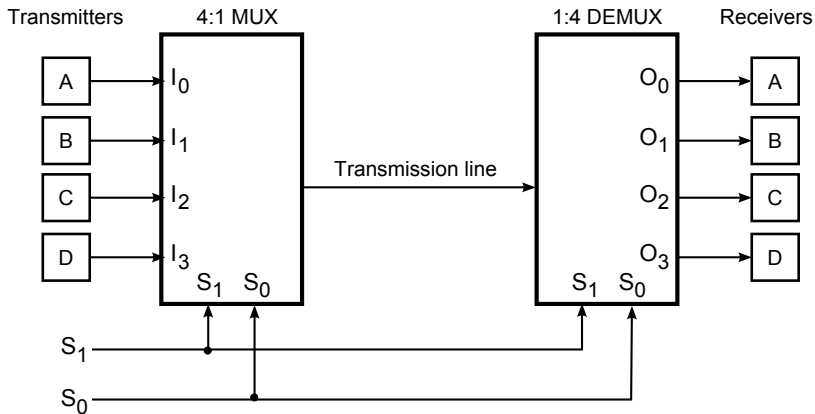 Transmitters 4:1 MUX 1:4 DEMUX Receivers
A I0 O0 A
B I1 O1 B
Transmission line
C I2 O2 C
D I3 O3 D
S1 S0 S1 S0
S1
S0